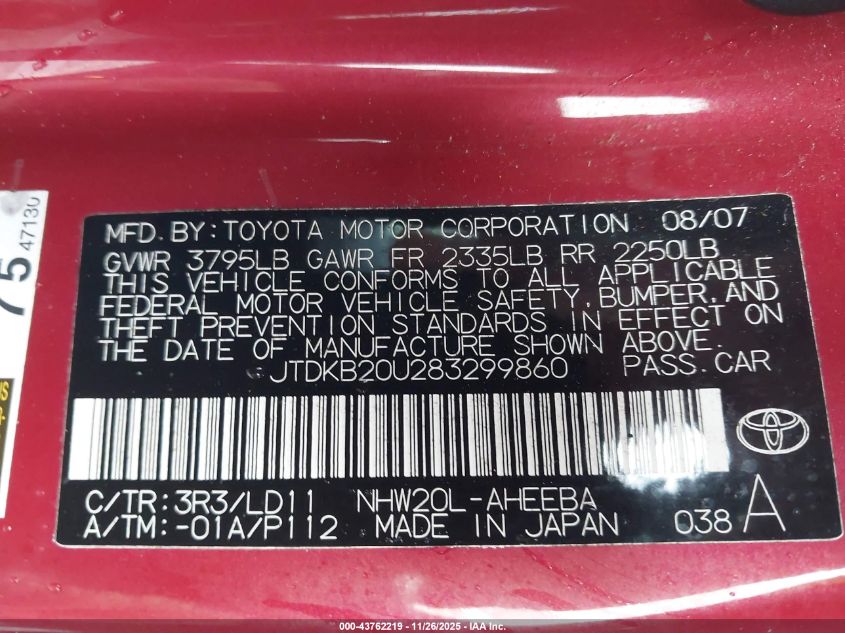 MFD. BY: TOYOTA MOTOR CORPORATION 08/07
GVWR 3795LB GAWR FR 2335LB RR 2250LB
THIS VEHICLE CONFORMS TO ALL APPLICABLE
FEDERAL MOTOR VEHICLE SAFETY, BUMPER, AND
THEFT PREVENTION STANDARDS IN EFFECT ON
THE DATE OF MANUFACTURE SHOWN ABOVE.
JTDKB20U283299860 PASS. CAR
C/TR: 3R3/LD11 NHW20L-AHEEBA
A/TM: -01A/P112 MADE IN JAPAN 038 A
75
47130
000-43762219 - 11/26/2025 - IAA Inc.